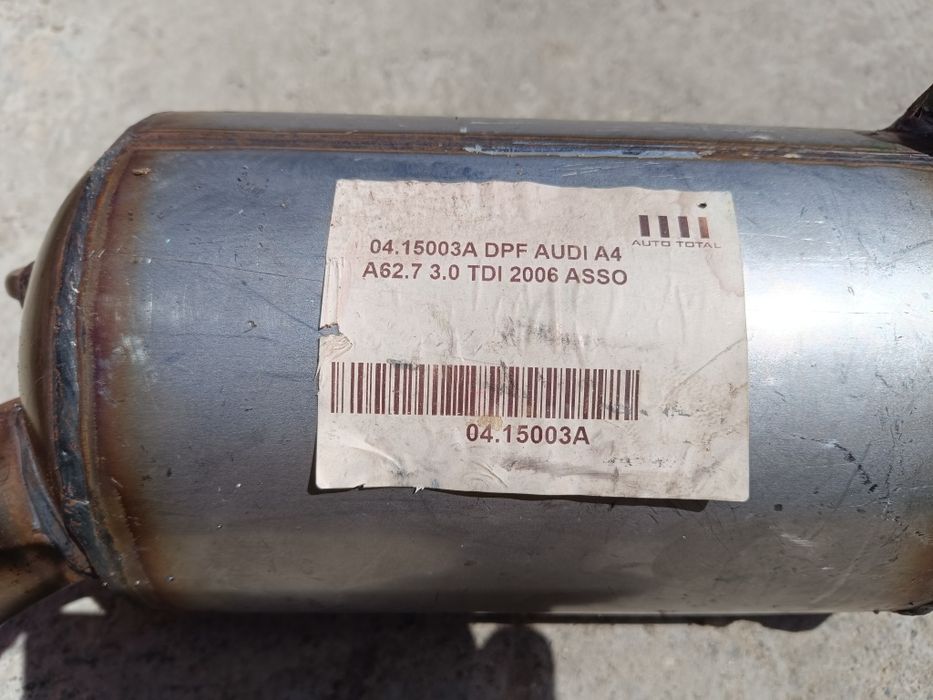 AUTO TOTAL
04.15003A DPF AUDI A4
A62.7 3.0 TDI 2006 ASSO
04.15003A